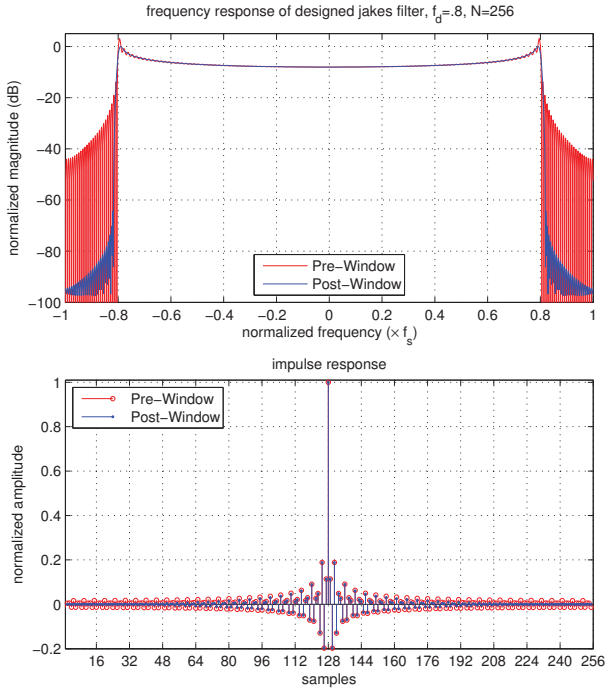 frequency response of designed jakes filter, f_d=.8, N=256
normalized magnitude (dB)
0
−20
−40
−60
−80
−100
Pre−Window
Post−Window
−1 −0.8 −0.6 −0.4 −0.2 0 0.2 0.4 0.6 0.8 1
normalized frequency (× f_s)
impulse response
normalized amplitude
1
0.8
0.6
0.4
0.2
0
−0.2
Pre−Window
Post−Window
16 32 48 64 80 96 112 128 144 160 176 192 208 224 240 256
samples